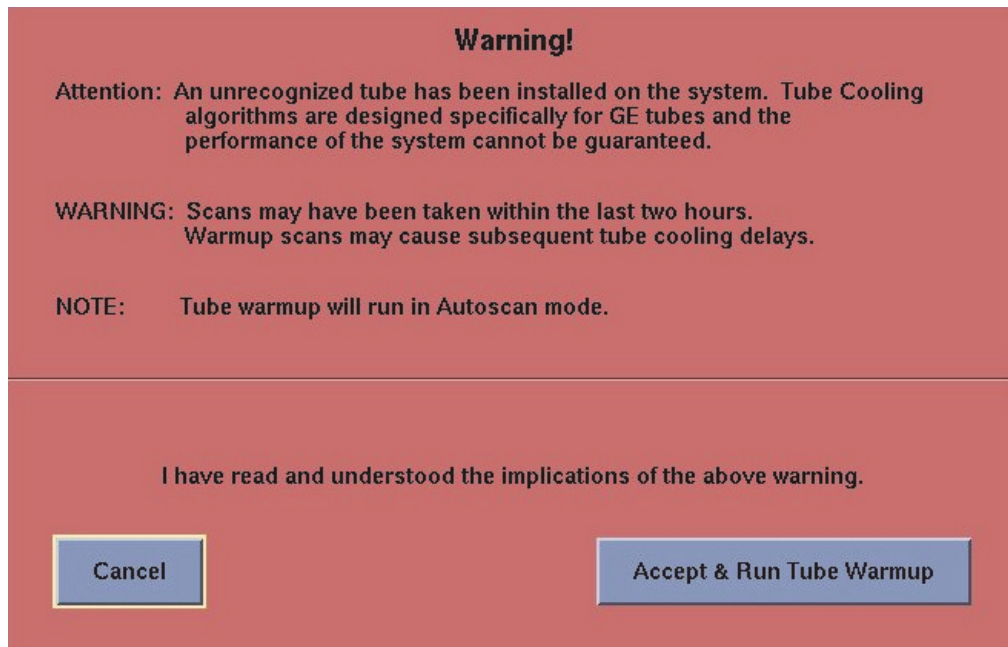 Warning!
Attention: An unrecognized tube has been installed on the system. Tube Cooling
algorithms are designed specifically for GE tubes and the
performance of the system cannot be guaranteed.
WARNING: Scans may have been taken within the last two hours.
Warmup scans may cause subsequent tube cooling delays.
NOTE: Tube warmup will run in Autoscan mode.
I have read and understood the implications of the above warning.
Cancel
Accept & Run Tube Warmup